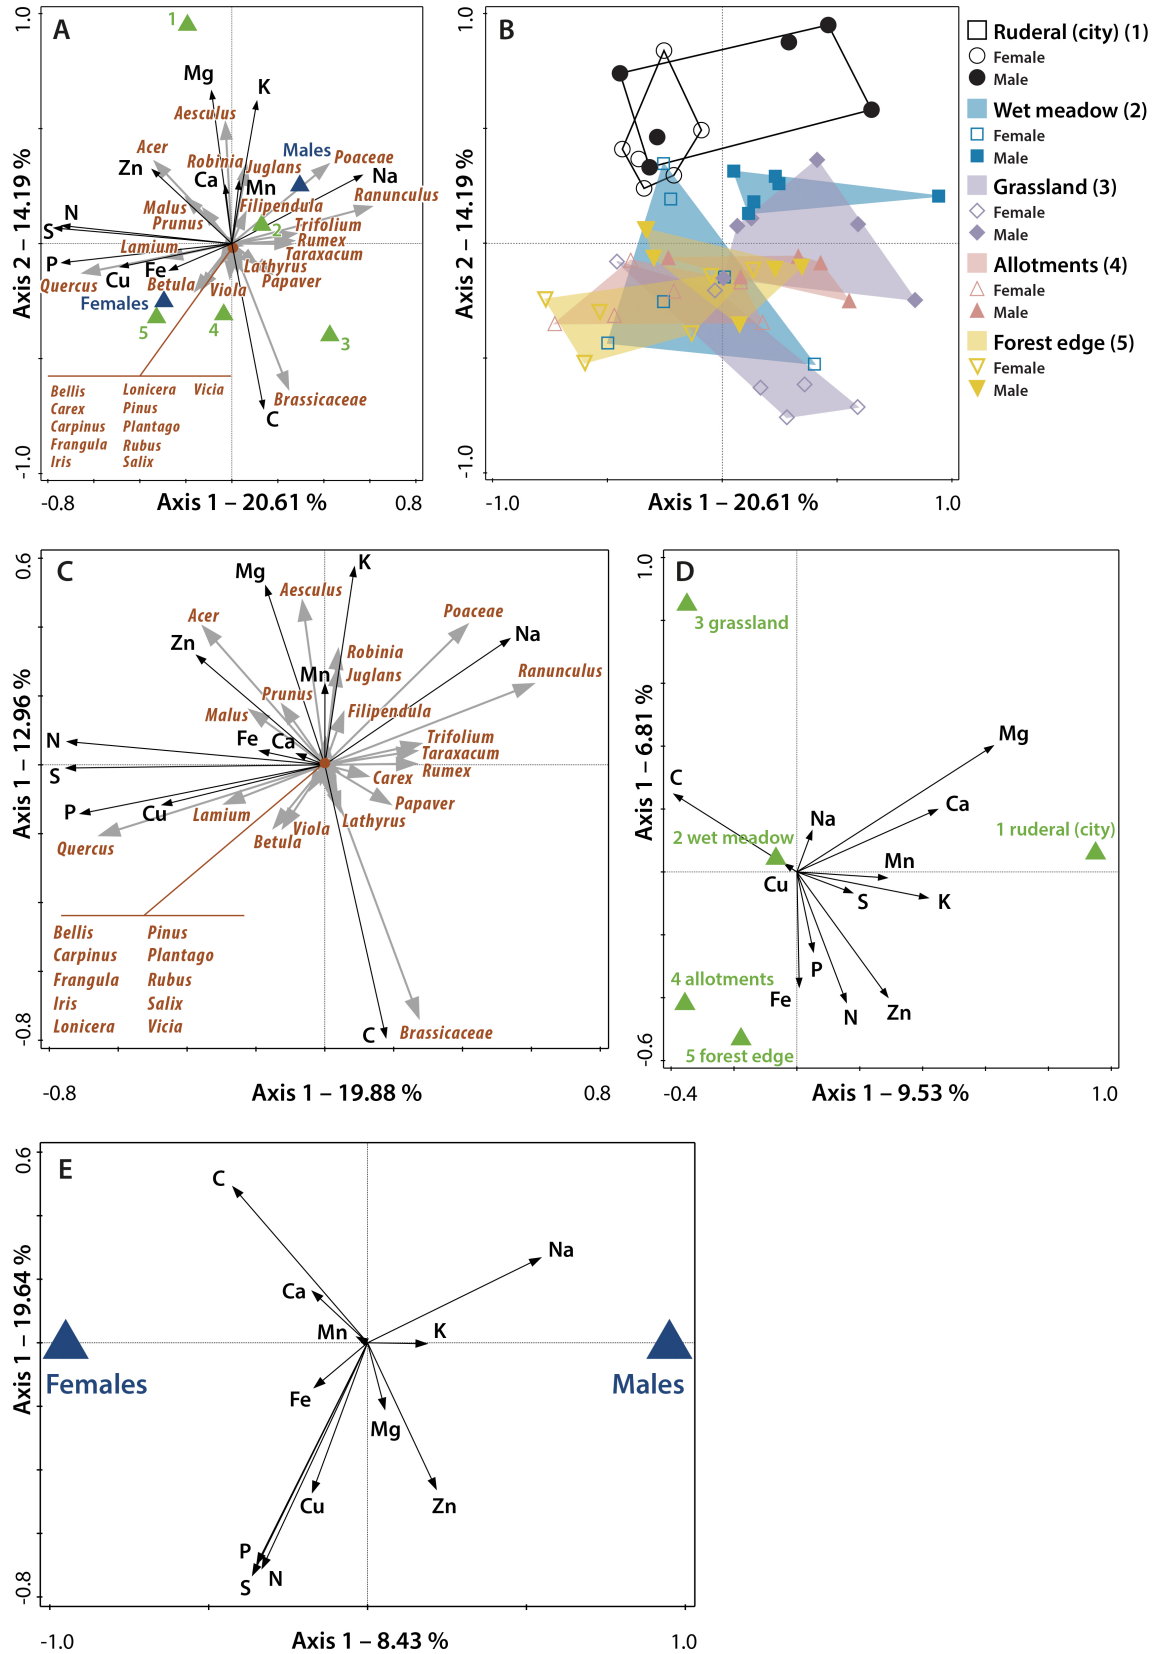 A
1.0
-1.0
Axis 2 – 14.19 %
-0.8
Axis 1 – 20.61 %
0.8
1
Mg
K
Aesculus
Acer
Zn
Robinia
Juglans
Males
Poaceae
Na
Ca
Mn
Ranunculus
Malus
Filipendula
Prunus
N
S
2
Trifolium
Rumex
Lamium
Taraxacum
P
Quercus
Cu
Fe
Lathyrus
Betula
Papaver
Viola
Females
5
4
3
Brassicaceae
C
Bellis
Lonicera
Vicia
Carex
Pinus
Carpinus
Plantago
Frangula
Rubus
Iris
Salix
B
1.0
-1.0
Axis 2 – 14.19 %
-1.0
Axis 1 – 20.61 %
1.0
Ruderal (city) (1)
Female
Male
Wet meadow (2)
Female
Male
Grassland (3)
Female
Male
Allotments (4)
Female
Male
Forest edge (5)
Female
Male
C
0.6
-0.8
Axis 1 – 12.96 %
-0.8
Axis 1 – 19.88 %
0.8
K
Mg
Aesculus
Acer
Poaceae
Zn
Na
Robinia
Mn
Juglans
Ranunculus
Prunus
Malus
Filipendula
N
Fe
Ca
Trifolium
Taraxacum
S
Rumex
Carex
P
Cu
Lamium
Papaver
Viola
Lathyrus
Quercus
Betula
C
Brassicaceae
Bellis
Pinus
Carpinus
Plantago
Frangula
Rubus
Iris
Salix
Lonicera
Vicia
D
1.0
-0.6
Axis 1 – 6.81 %
-0.4
Axis 1 – 9.53 %
1.0
3 grassland
Mg
C
Ca
Na
2 wet meadow
1 ruderal (city)
Mn
Cu
S
K
P
4 allotments
Fe
N
Zn
5 forest edge
E
0.6
-0.8
Axis 1 – 19.64 %
-1.0
Axis 1 – 8.43 %
1.0
C
Na
Ca
Mn
K
Females
Males
Fe
Mg
Cu
Zn
P
S
N